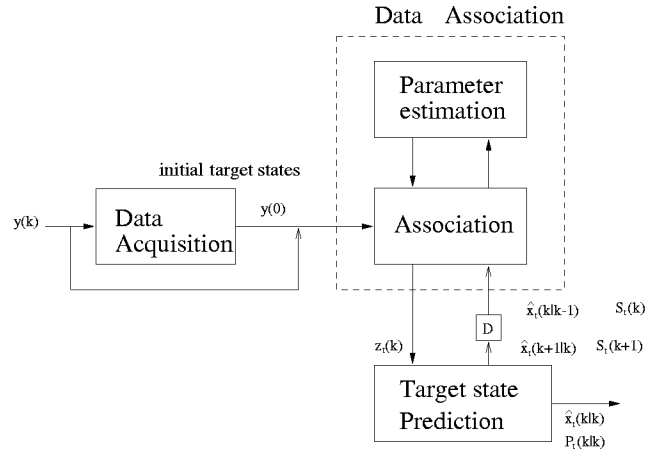 Data Association
Parameter
estimation
initial target states
y(k)
Data
Acquisition
y(0)
Association
D
x̂ₜ(k|k-1) Sₜ(k)
zₜ(k)
x̂ₜ(k+1|k) Sₜ(k+1)
Target state
Prediction
x̂ₜ(k|k)
Pₜ(k|k)